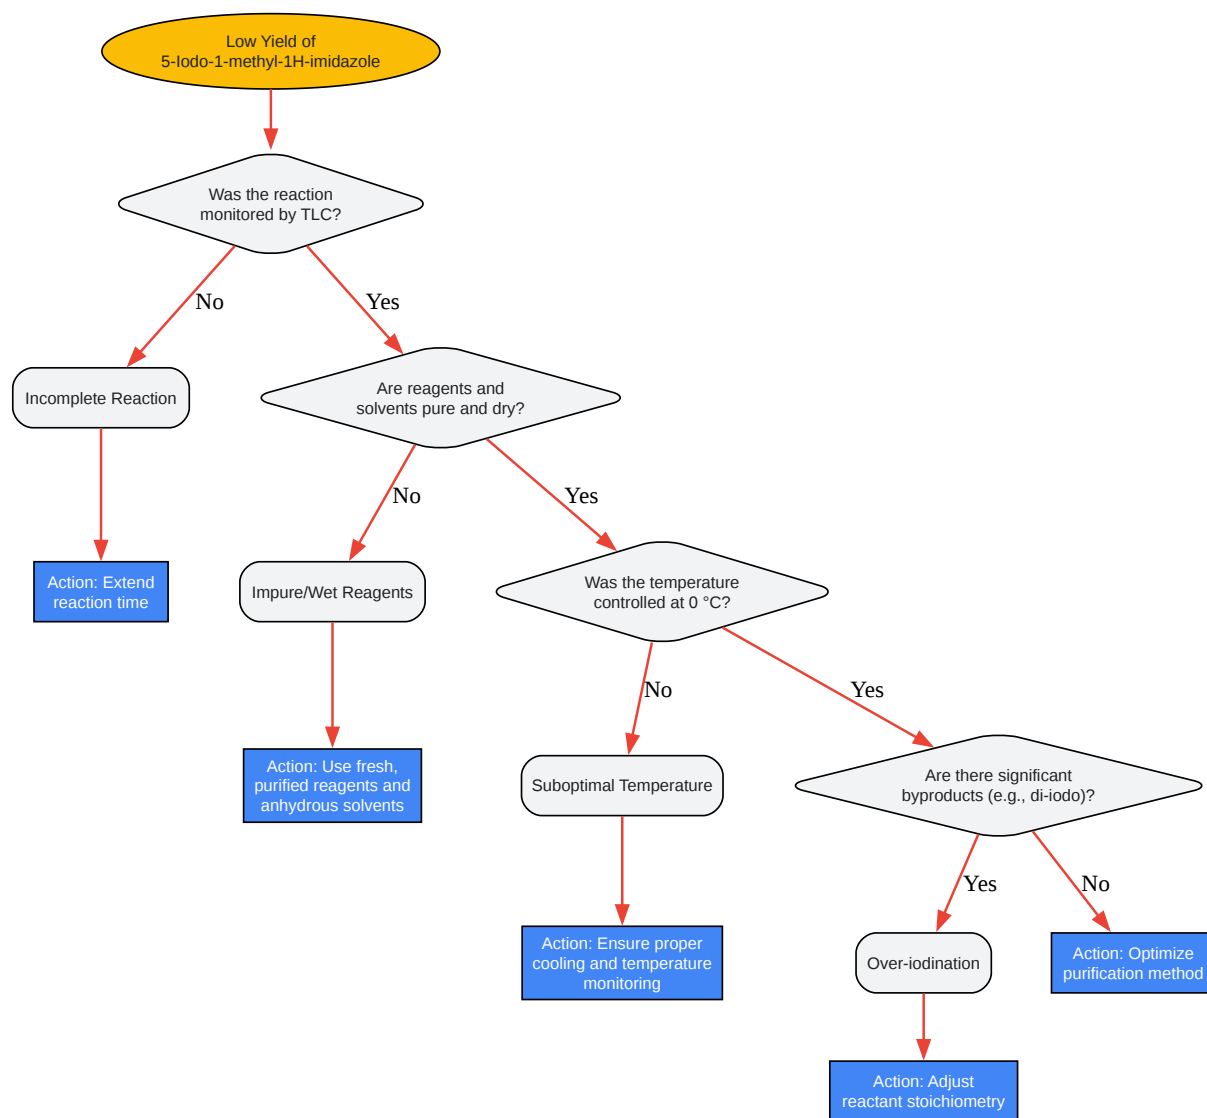 Low Yield of
5-Iodo-1-methyl-1H-imidazole
Was the reaction
monitored by TLC?
No
Yes
Incomplete Reaction
Are reagents and
solvents pure and dry?
No
Yes
Action: Extend
reaction time
Impure/Wet Reagents
Was the temperature
controlled at 0 °C?
No
Yes
Action: Use fresh,
purified reagents and
anhydrous solvents
Suboptimal Temperature
Are there significant
byproducts (e.g., di-iodo)?
Yes
No
Action: Ensure proper
cooling and temperature
monitoring
Over-iodination
Action: Optimize
purification method
Action: Adjust
reactant stoichiometry